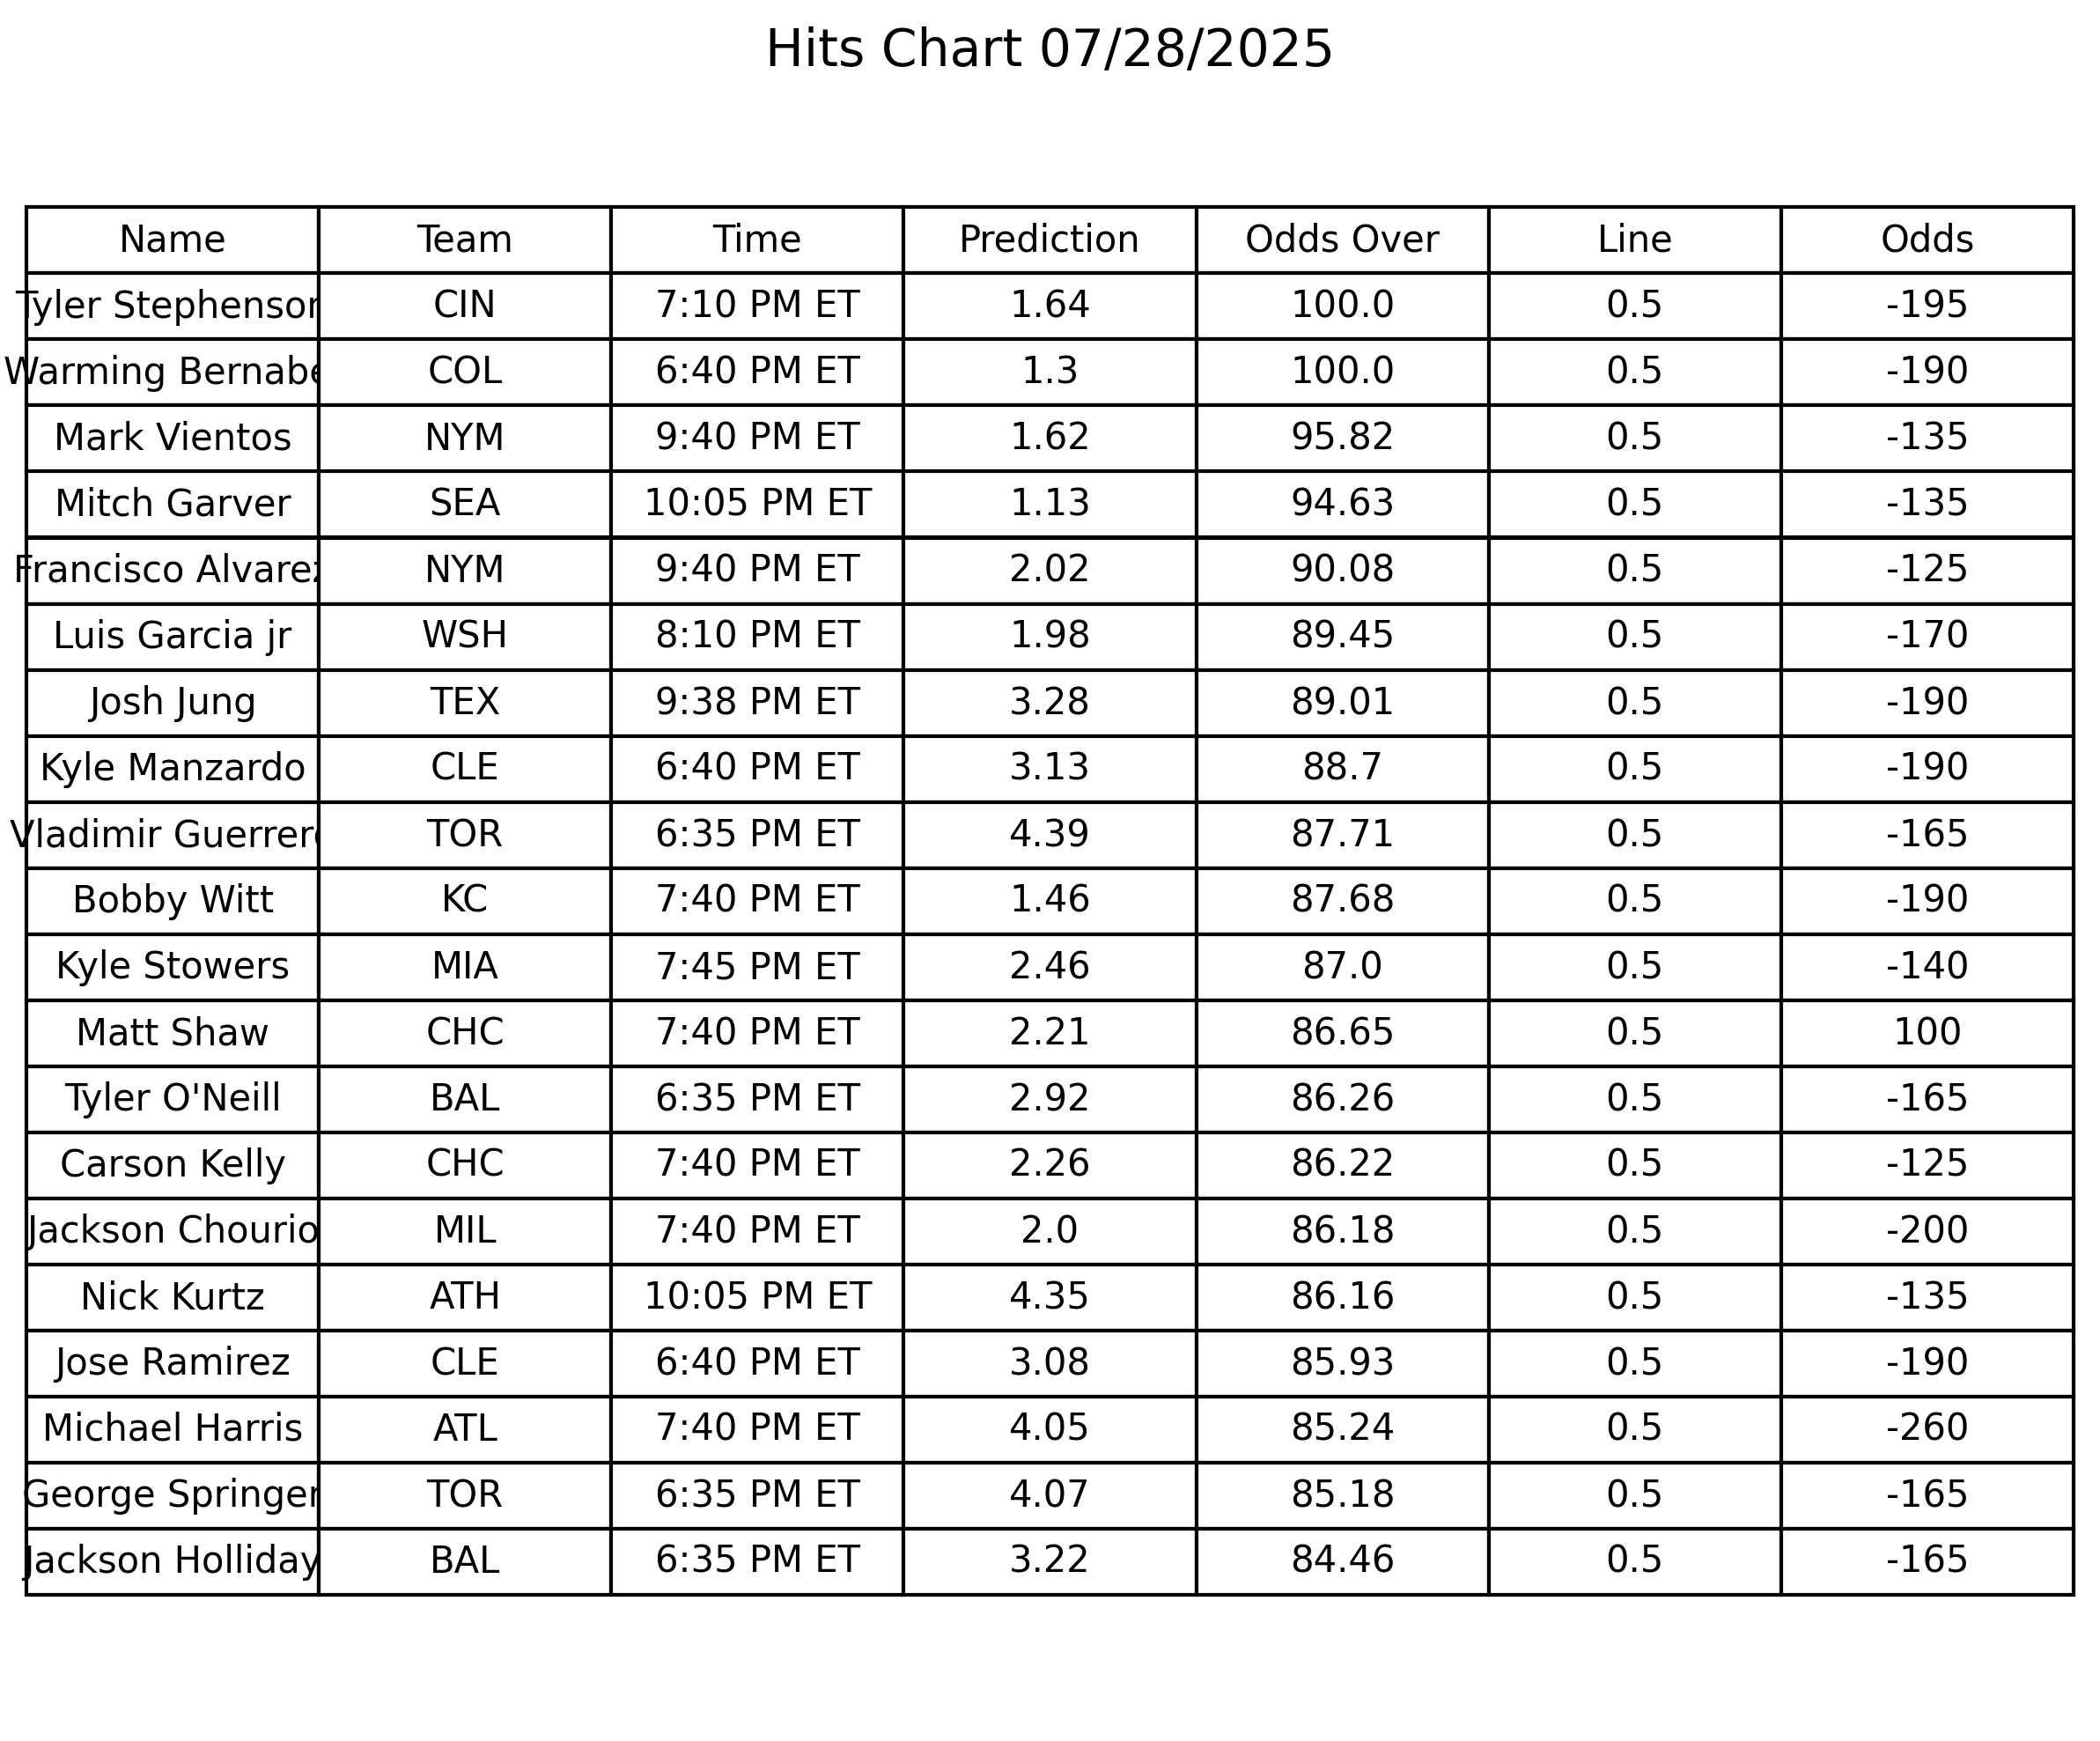 Hits Chart 07/28/2025
Name Team Time Prediction Odds Over Line Odds
Tyler Stephenson CIN 7:10 PM ET 1.64 100.0 0.5 -195
Warming Bernabe COL 6:40 PM ET 1.3 100.0 0.5 -190
Mark Vientos NYM 9:40 PM ET 1.62 95.82 0.5 -135
Mitch Garver SEA 10:05 PM ET 1.13 94.63 0.5 -135
Francisco Alvarez NYM 9:40 PM ET 2.02 90.08 0.5 -125
Luis Garcia jr WSH 8:10 PM ET 1.98 89.45 0.5 -170
Josh Jung TEX 9:38 PM ET 3.28 89.01 0.5 -190
Kyle Manzardo CLE 6:40 PM ET 3.13 88.7 0.5 -190
Vladimir Guerrero TOR 6:35 PM ET 4.39 87.71 0.5 -165
Bobby Witt KC 7:40 PM ET 1.46 87.68 0.5 -190
Kyle Stowers MIA 7:45 PM ET 2.46 87.0 0.5 -140
Matt Shaw CHC 7:40 PM ET 2.21 86.65 0.5 100
Tyler O'Neill BAL 6:35 PM ET 2.92 86.26 0.5 -165
Carson Kelly CHC 7:40 PM ET 2.26 86.22 0.5 -125
Jackson Chourio MIL 7:40 PM ET 2.0 86.18 0.5 -200
Nick Kurtz ATH 10:05 PM ET 4.35 86.16 0.5 -135
Jose Ramirez CLE 6:40 PM ET 3.08 85.93 0.5 -190
Michael Harris ATL 7:40 PM ET 4.05 85.24 0.5 -260
George Springer TOR 6:35 PM ET 4.07 85.18 0.5 -165
Jackson Holliday BAL 6:35 PM ET 3.22 84.46 0.5 -165